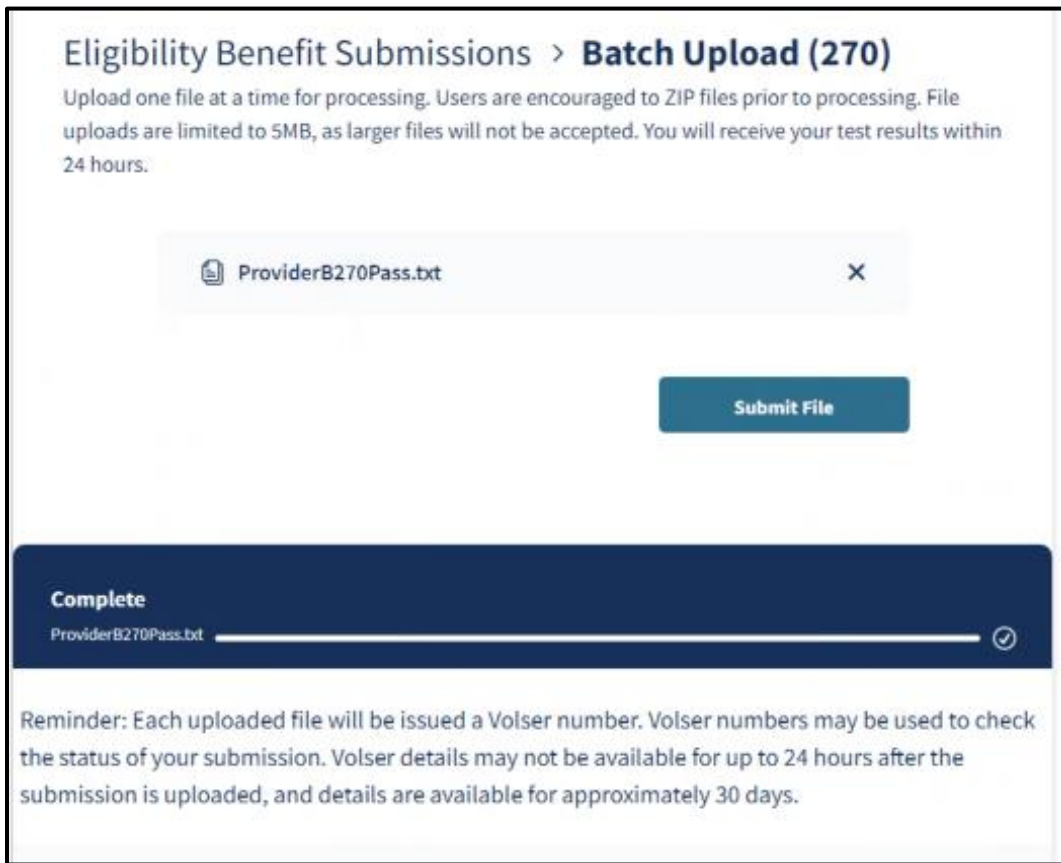 Eligibility Benefit Submissions > Batch Upload (270)
Upload one file at a time for processing. Users are encouraged to ZIP files prior to processing. File
uploads are limited to 5MB, as larger files will not be accepted. You will receive your test results within
24 hours.
ProviderB270Pass.txt
Submit File
Complete
ProviderB270Pass.txt
Reminder: Each uploaded file will be issued a Volser number. Volser numbers may be used to check
the status of your submission. Volser details may not be available for up to 24 hours after the
submission is uploaded, and details are available for approximately 30 days.